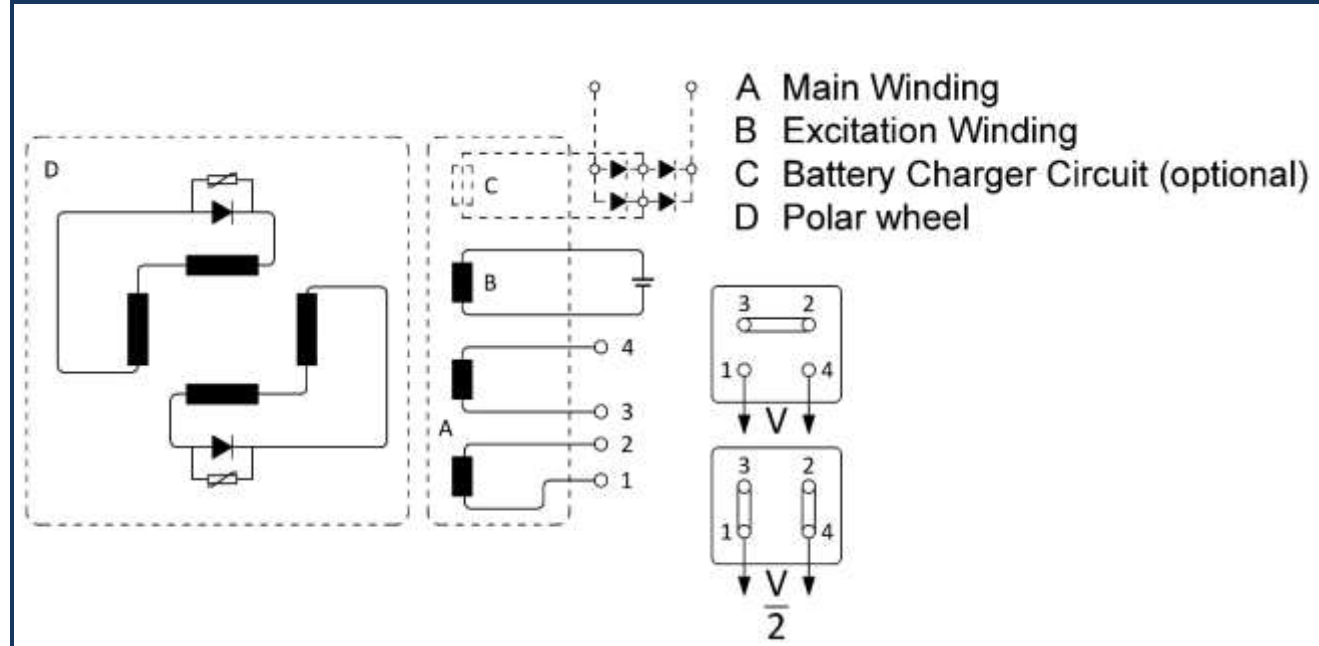 A Main Winding
B Excitation Winding
C Battery Charger Circuit (optional)
D Polar wheel
D
C
B
4
3
A
2
1
3 2
1 4
V
3 2
1 4
V
2